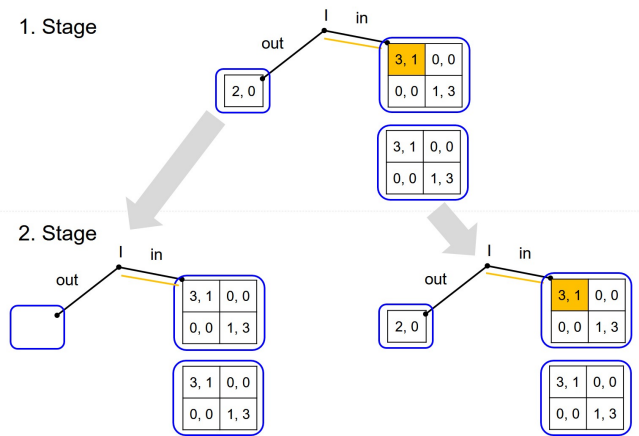 1. Stage
I
in
out
3, 1 0, 0
2, 0
0, 0 1, 3
3, 1 0, 0
0, 0 1, 3
2. Stage
I
in
out
3, 1 0, 0
0, 0 1, 3
3, 1 0, 0
0, 0 1, 3
I
in
out
3, 1 0, 0
2, 0
0, 0 1, 3
3, 1 0, 0
0, 0 1, 3